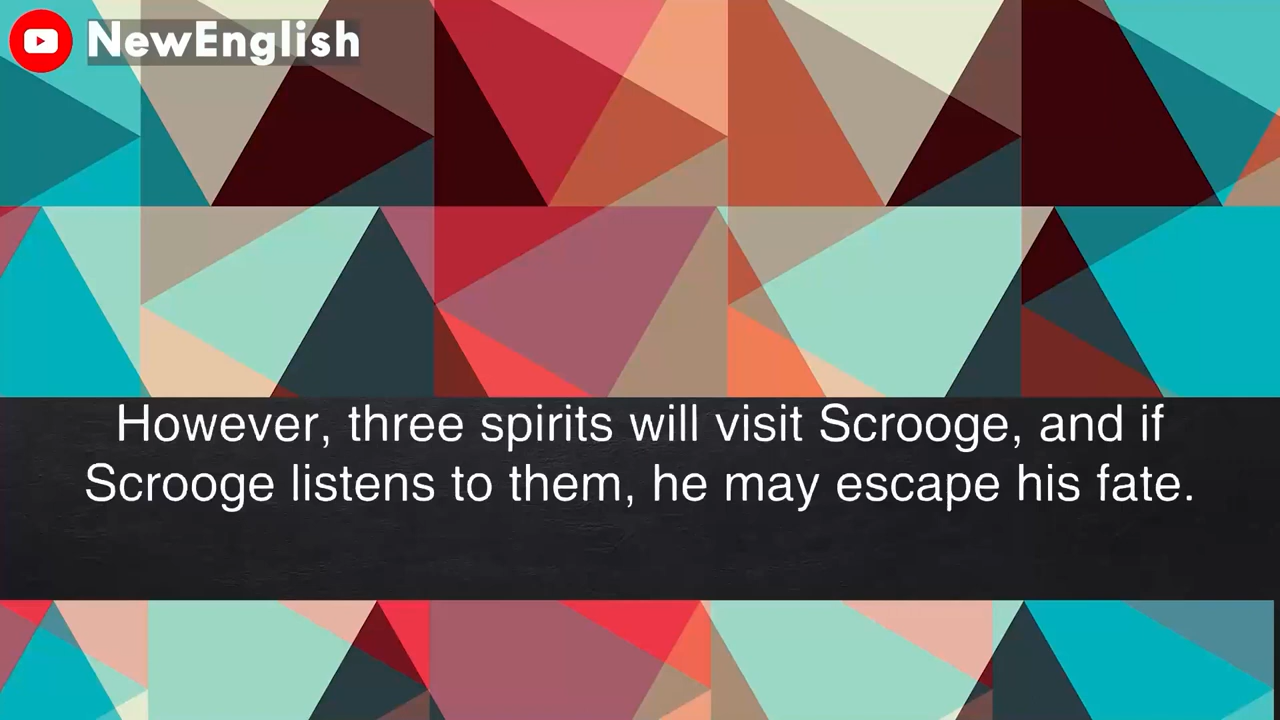 NewEnglish
However, three spirits will visit Scrooge, and if
Scrooge listens to them, he may escape his fate.